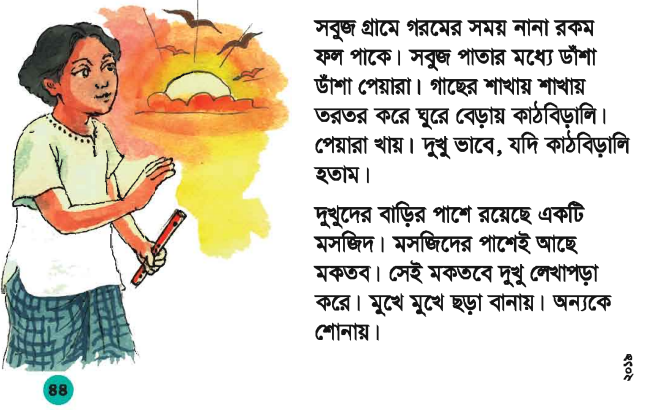 সবুজ গ্রামে গরমের সময় নানা রকম
ফল পাকে। সবুজ পাতার মধ্যে ডাঁশা
ডাঁশা পেয়ারা। গাছের শাখায় শাখায়
তরতর করে ঘুরে বেড়ায় কাঠবিড়ালি।
পেয়ারা খায়। দুখু ভাবে, যদি কাঠবিড়ালি
হতাম।
দুখুদের বাড়ির পাশে রয়েছে একটি
মসজিদ। মসজিদের পাশেই আছে
মকতব। সেই মকতবে দুখু লেখাপড়া
করে। মুখে মুখে ছড়া বানায়। অন্যকে
শোনায়।
২০১৯
৪৪